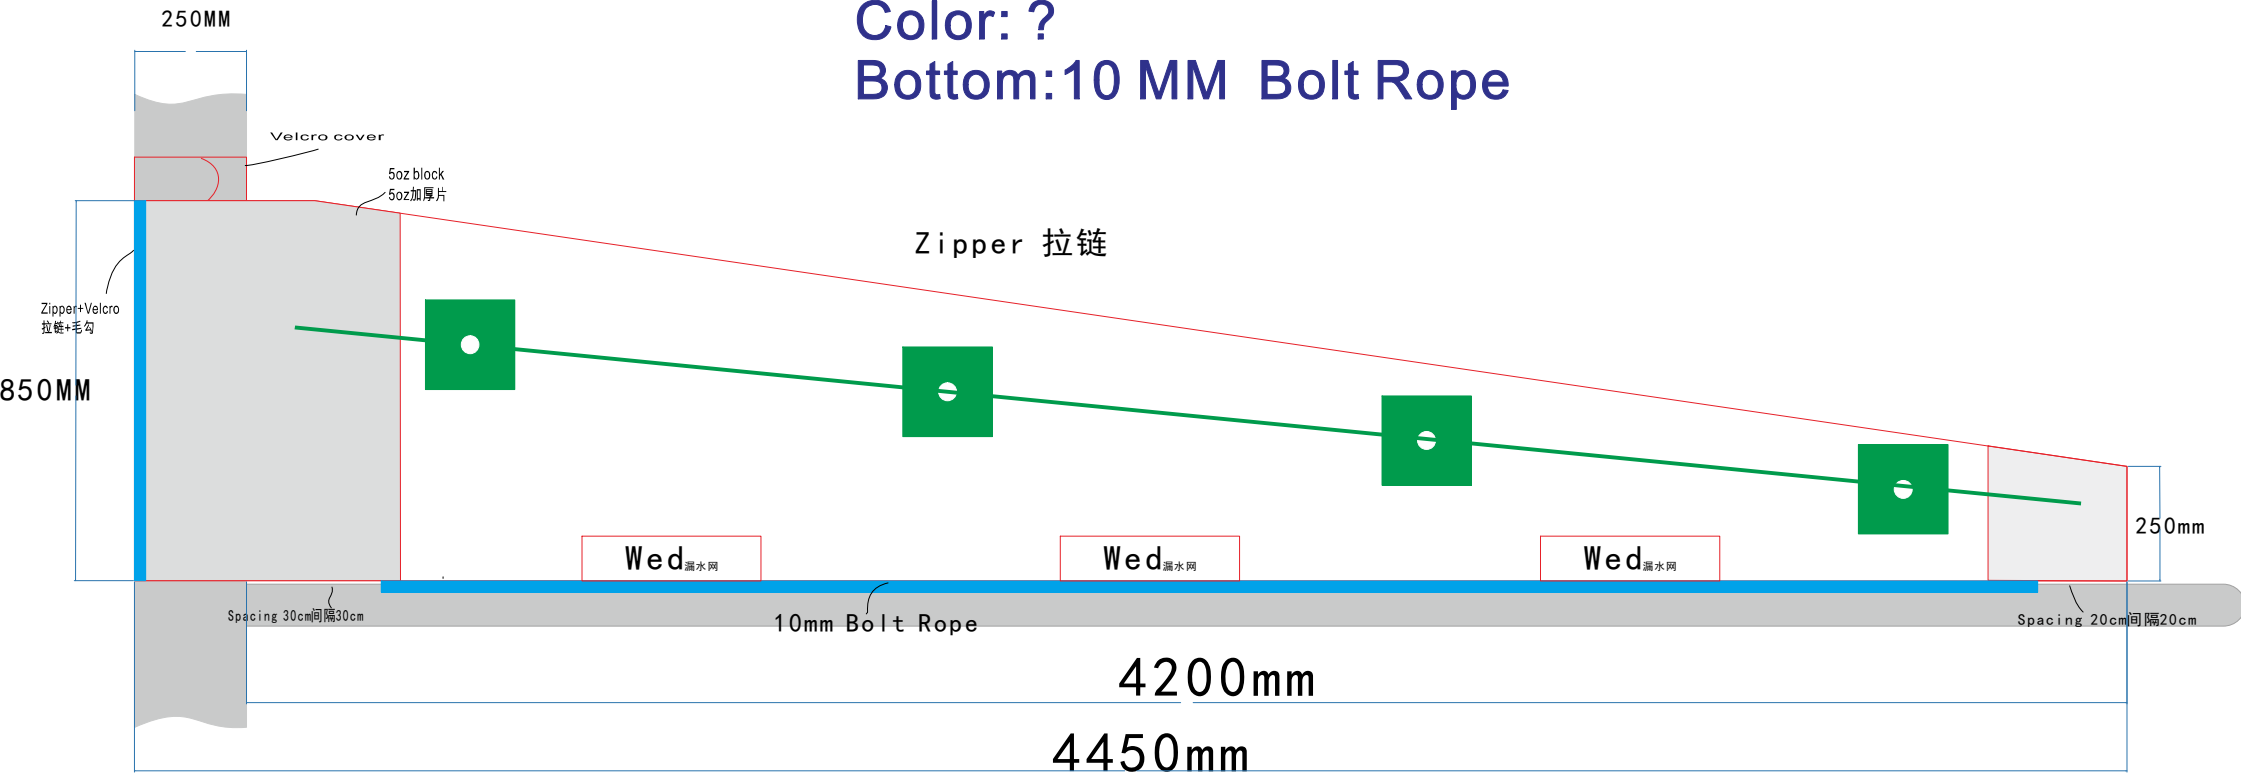 250MM
Color: ?
Bottom:10 MM Bolt Rope
Velcro cover
5oz block
5oz加厚片
Zipper 拉链
Zipper+Velcro
拉链+毛勾
850MM
250mm
Wed漏水网
Wed漏水网
Wed漏水网
Spacing 30cm间隔30cm
10mm Bolt Rope
Spacing 20cm间隔20cm
4200mm
4450mm